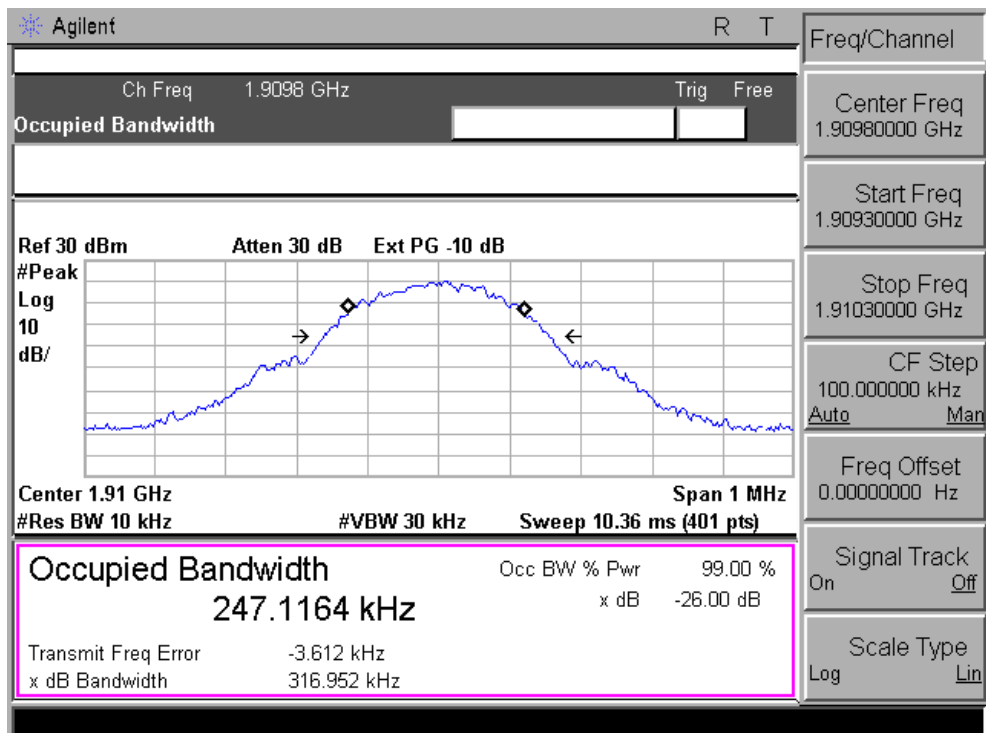 Agilent R T
Ch Freq 1.9098 GHz Trig Free
Occupied Bandwidth
Ref 30 dBm Atten 30 dB Ext PG -10 dB
#Peak
Log
10
dB/
Center 1.91 GHz Span 1 MHz
#Res BW 10 kHz #VBW 30 kHz Sweep 10.36 ms (401 pts)
Occupied Bandwidth Occ BW % Pwr 99.00 %
247.1164 kHz x dB -26.00 dB
Transmit Freq Error -3.612 kHz
x dB Bandwidth 316.952 kHz
Freq/Channel
Center Freq
1.90980000 GHz
Start Freq
1.90930000 GHz
Stop Freq
1.91030000 GHz
CF Step
100.000000 kHz
Auto Man
Freq Offset
0.00000000 Hz
Signal Track
On Off
Scale Type
Log Lin